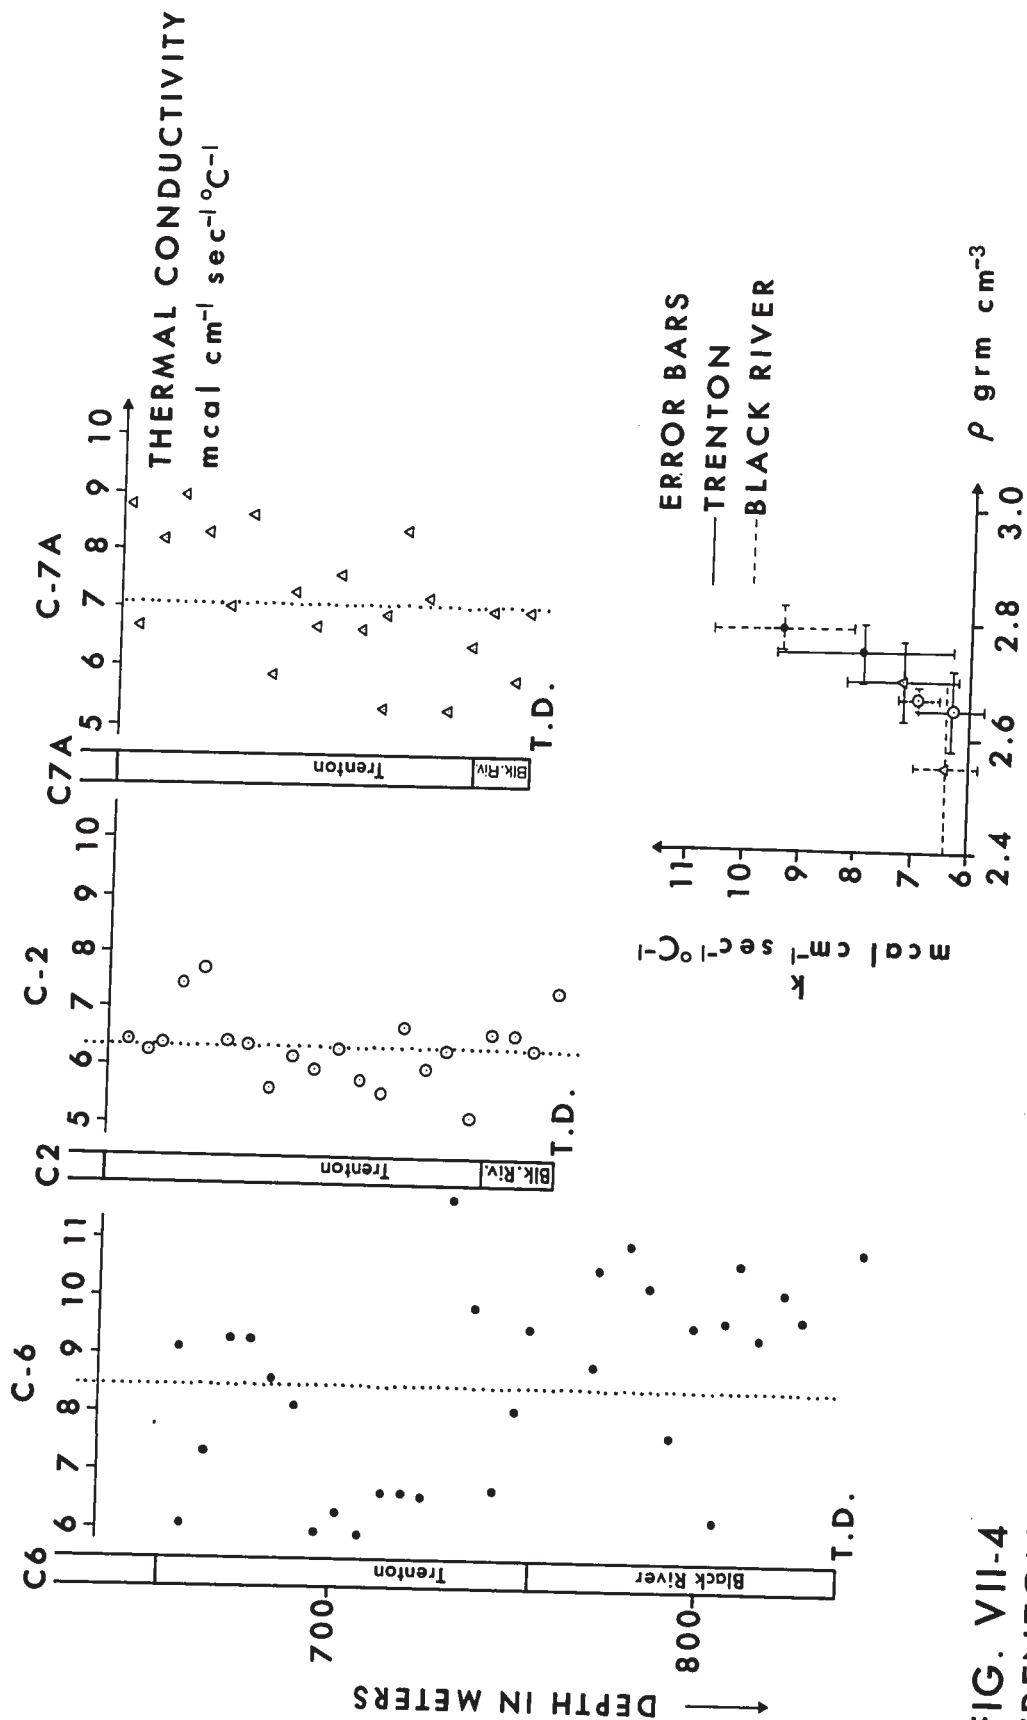 C6
C-6
6 7 8 9 10 11
C2
C-2
5 6 7 8 9 10
C7A
C-7A
5 6 7 8 9 10
THERMAL CONDUCTIVITY
mcal cm⁻¹ sec⁻¹ °C⁻¹
Trenton
Black River
T.D.
Trenton
Blk.Riv.
T.D.
Trenton
Blk.Riv.
T.D.
700
800
DEPTH IN METERS
ERROR BARS
TRENTON
BLACK RIVER
k
mcal cm⁻¹ sec⁻¹ °C⁻¹
11
10
9
8
7
6
2.4 2.6 2.8 3.0
ρ grm cm⁻³
FIG. VII-4